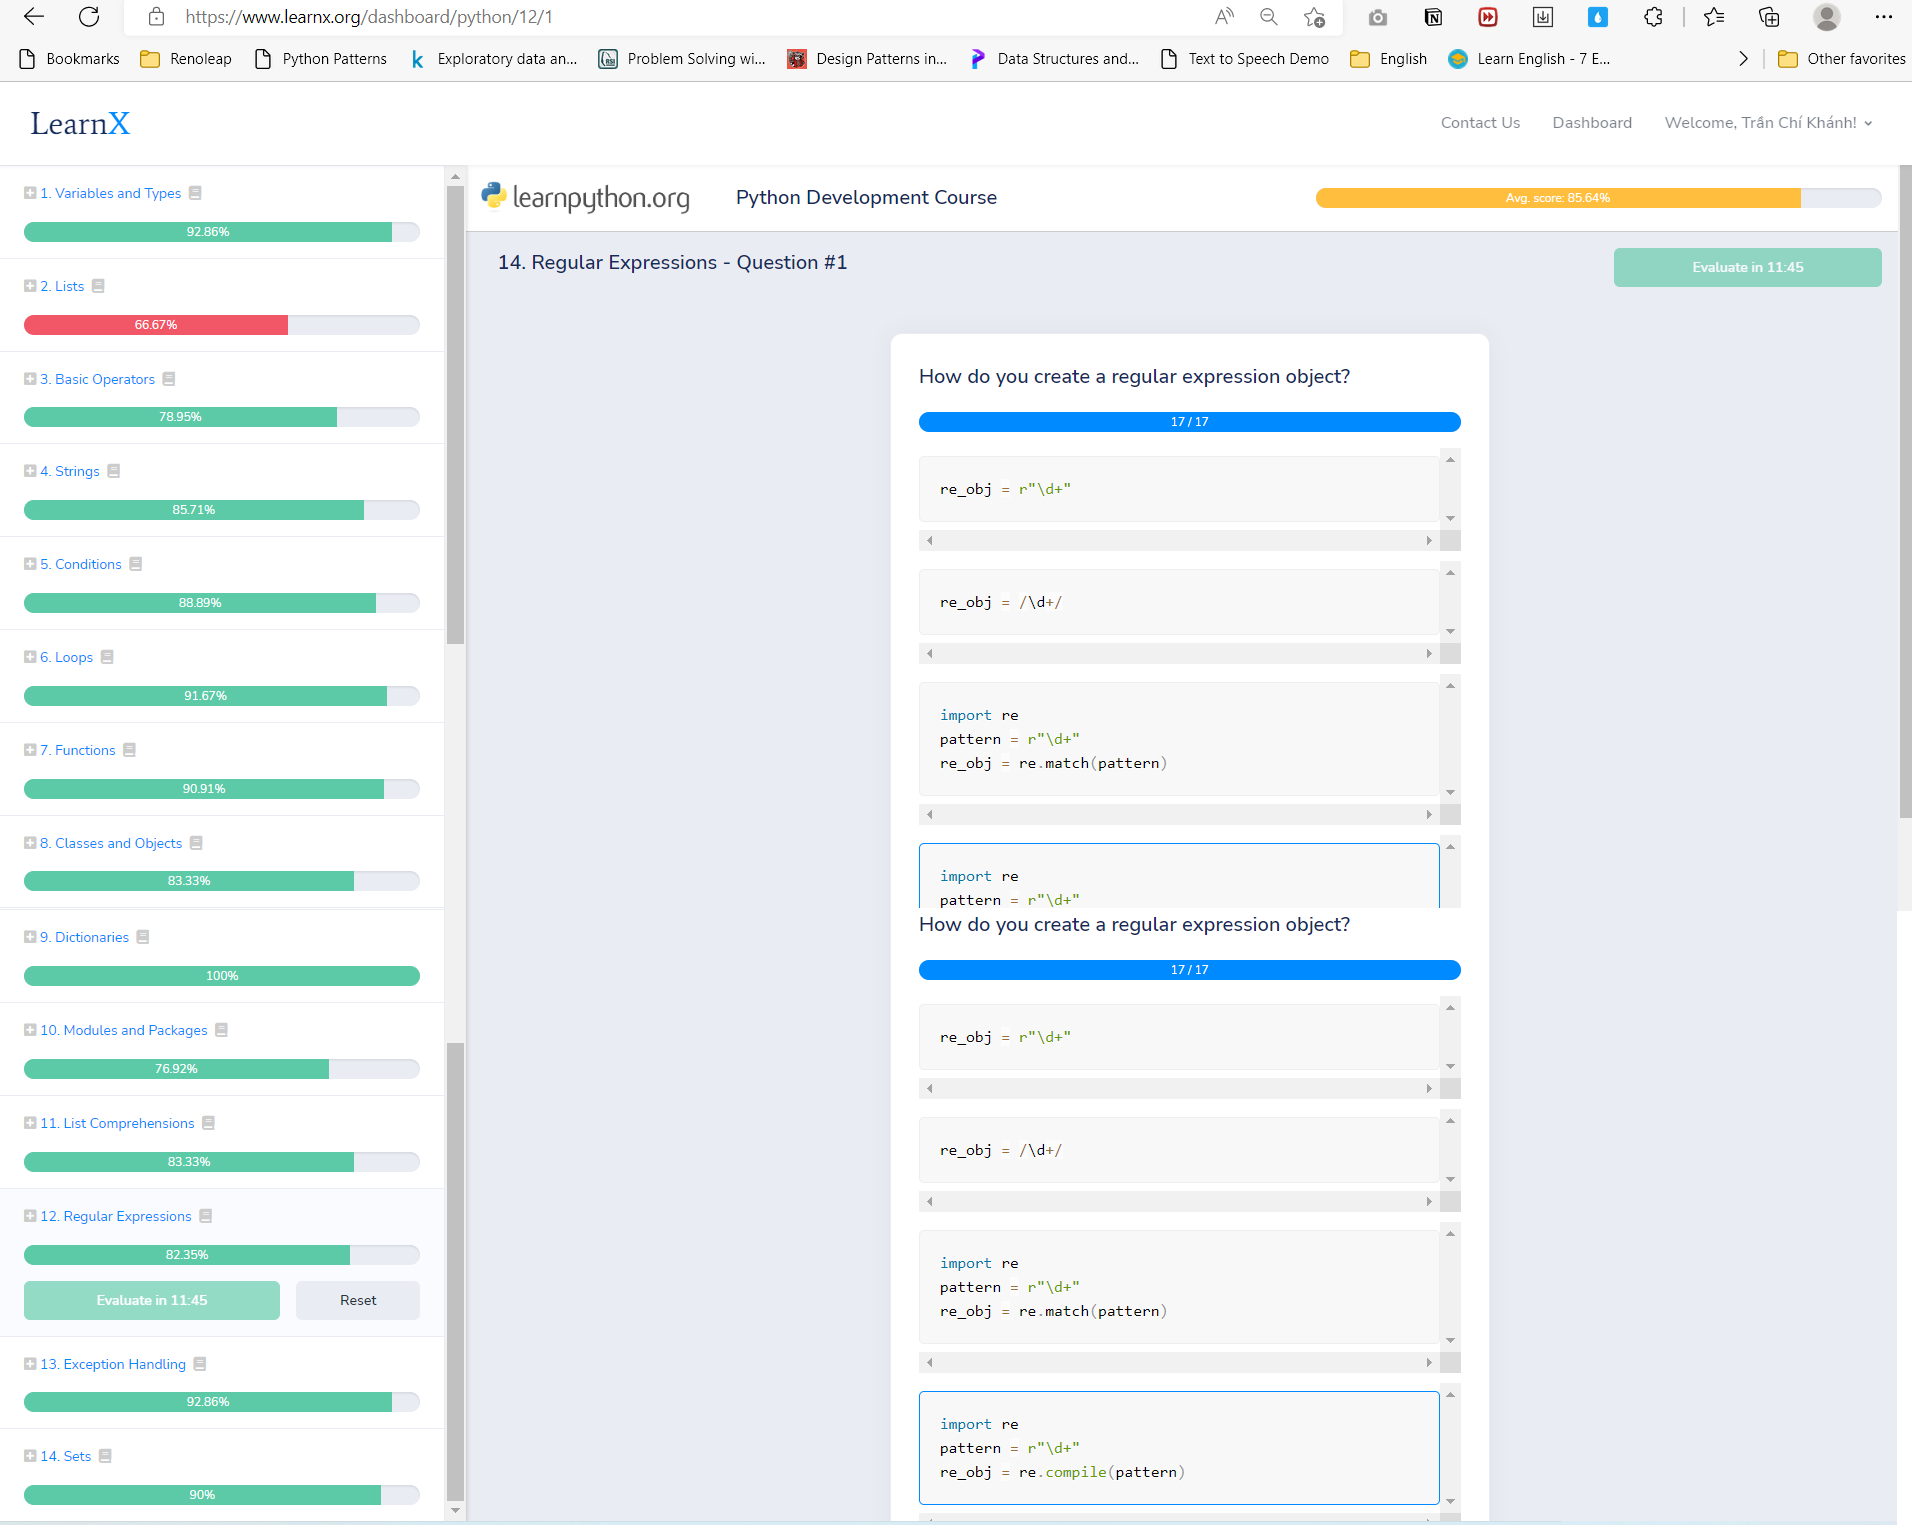 https://www.learnx.org/dashboard/python/12/1
Bookmarks Renoleap Python Patterns Exploratory data an... Problem Solving wi... Design Patterns in... Data Structures and... Text to Speech Demo English Learn English - 7 E... Other favorites
LearnX
Contact Us Dashboard Welcome, Trần Chí Khánh!
1. Variables and Types
92.86%
2. Lists
66.67%
3. Basic Operators
78.95%
4. Strings
85.71%
5. Conditions
88.89%
6. Loops
91.67%
7. Functions
90.91%
8. Classes and Objects
83.33%
9. Dictionaries
100%
10. Modules and Packages
76.92%
11. List Comprehensions
83.33%
12. Regular Expressions
82.35%
Evaluate in 11:45 Reset
13. Exception Handling
92.86%
14. Sets
90%
learnpython.org Python Development Course Avg. score: 85.64%
14. Regular Expressions - Question #1 Evaluate in 11:45
How do you create a regular expression object?
17 / 17
re_obj = r"\d+"
re_obj = /\d+/
import re
pattern = r"\d+"
re_obj = re.match(pattern)
import re
pattern = r"\d+"
How do you create a regular expression object?
17 / 17
re_obj = r"\d+"
re_obj = /\d+/
import re
pattern = r"\d+"
re_obj = re.match(pattern)
import re
pattern = r"\d+"
re_obj = re.compile(pattern)